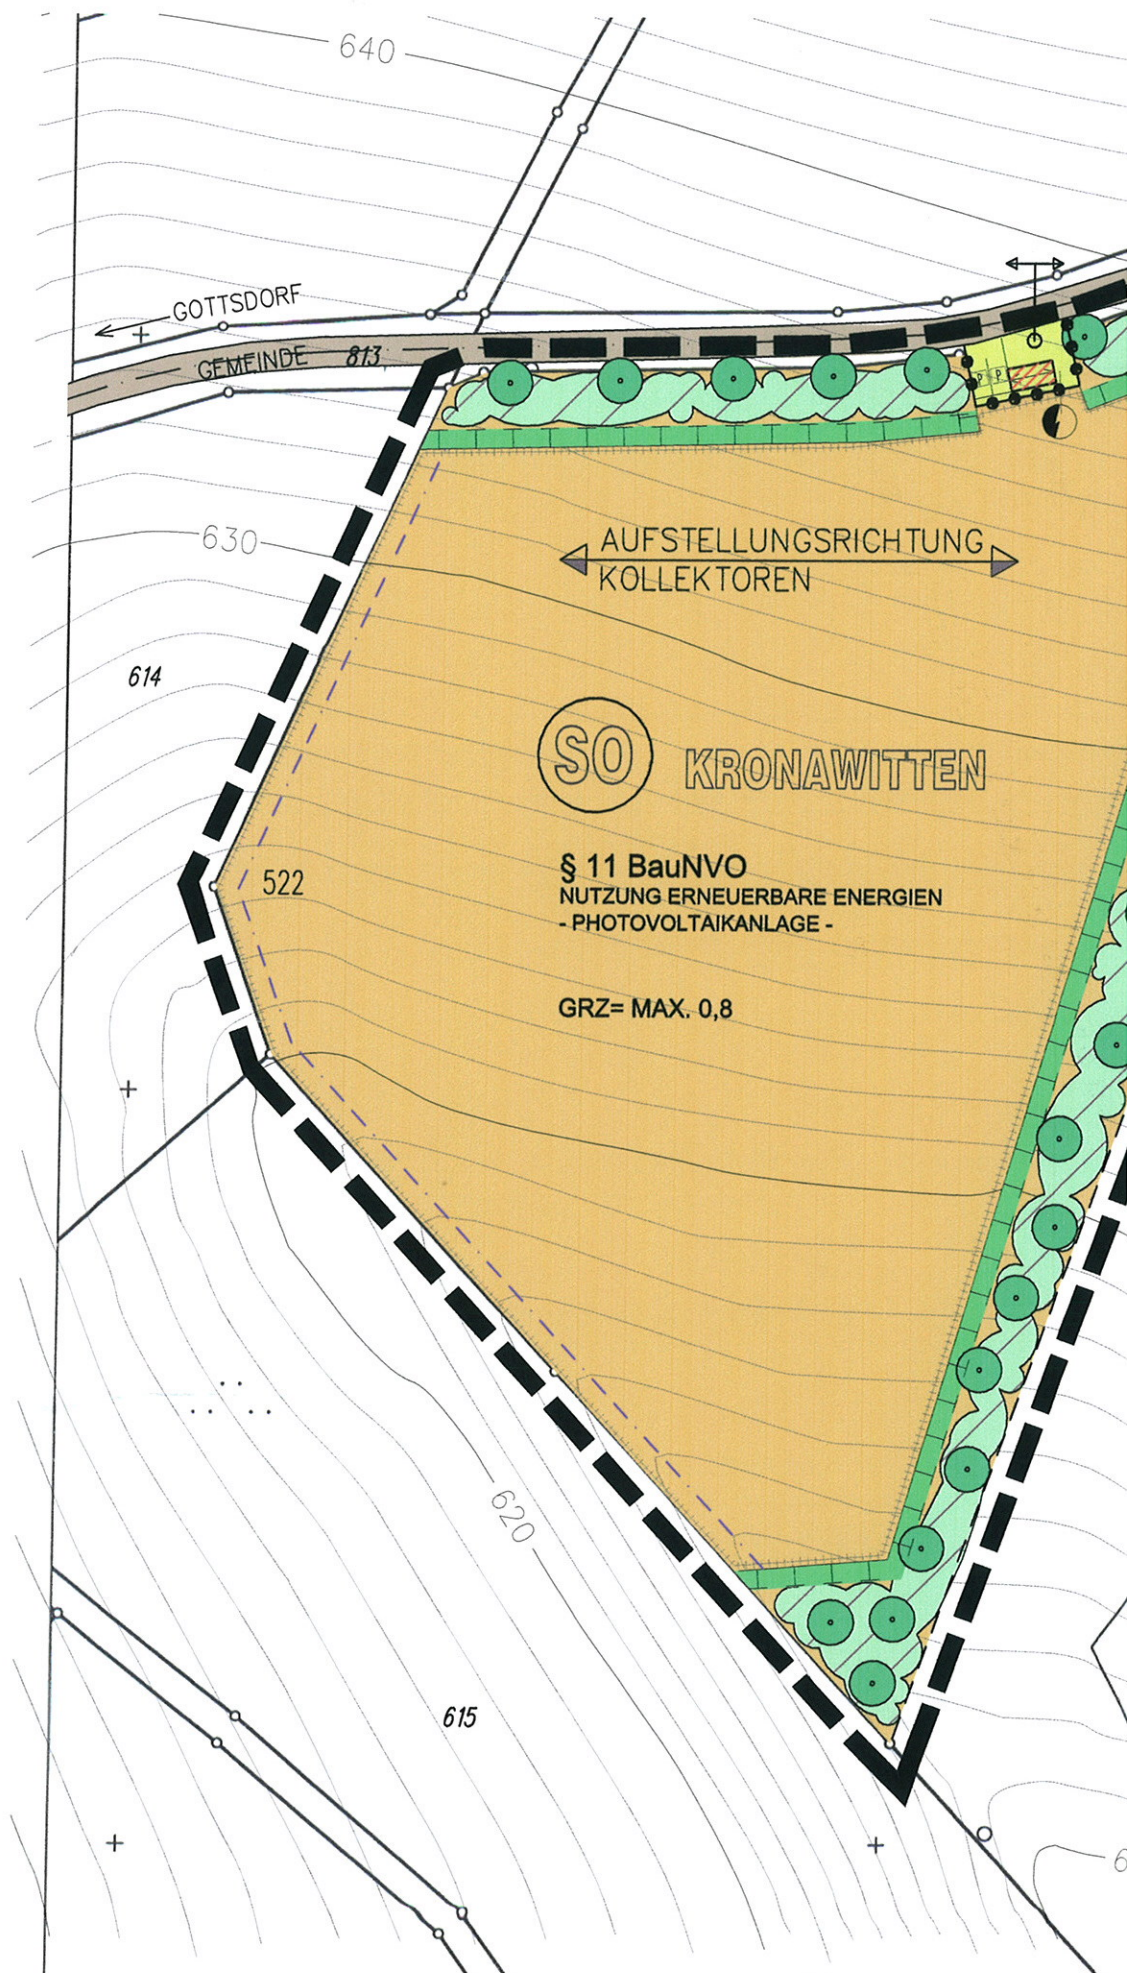 640
GOTTSDORF
GEMEINDE 813
P P
630
AUFSTELLUNGSRICHTUNG
KOLLEKTOREN
614
SO KRONAWITTEN
§ 11 BauNVO
522
NUTZUNG ERNEUERBARE ENERGIEN
- PHOTOVOLTAIKANLAGE -
GRZ= MAX. 0,8
620
615
6